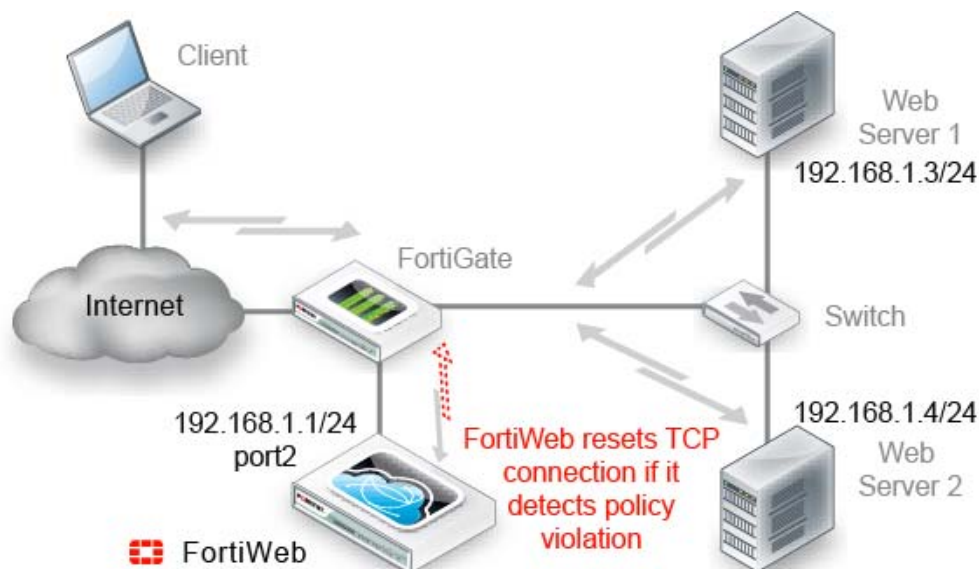 Client
Web
Server 1
192.168.1.3/24
FortiGate
Internet
Switch
192.168.1.1/24
port2
FortiWeb resets TCP
connection if it
detects policy
violation
192.168.1.4/24
Web
Server 2
FortiWeb